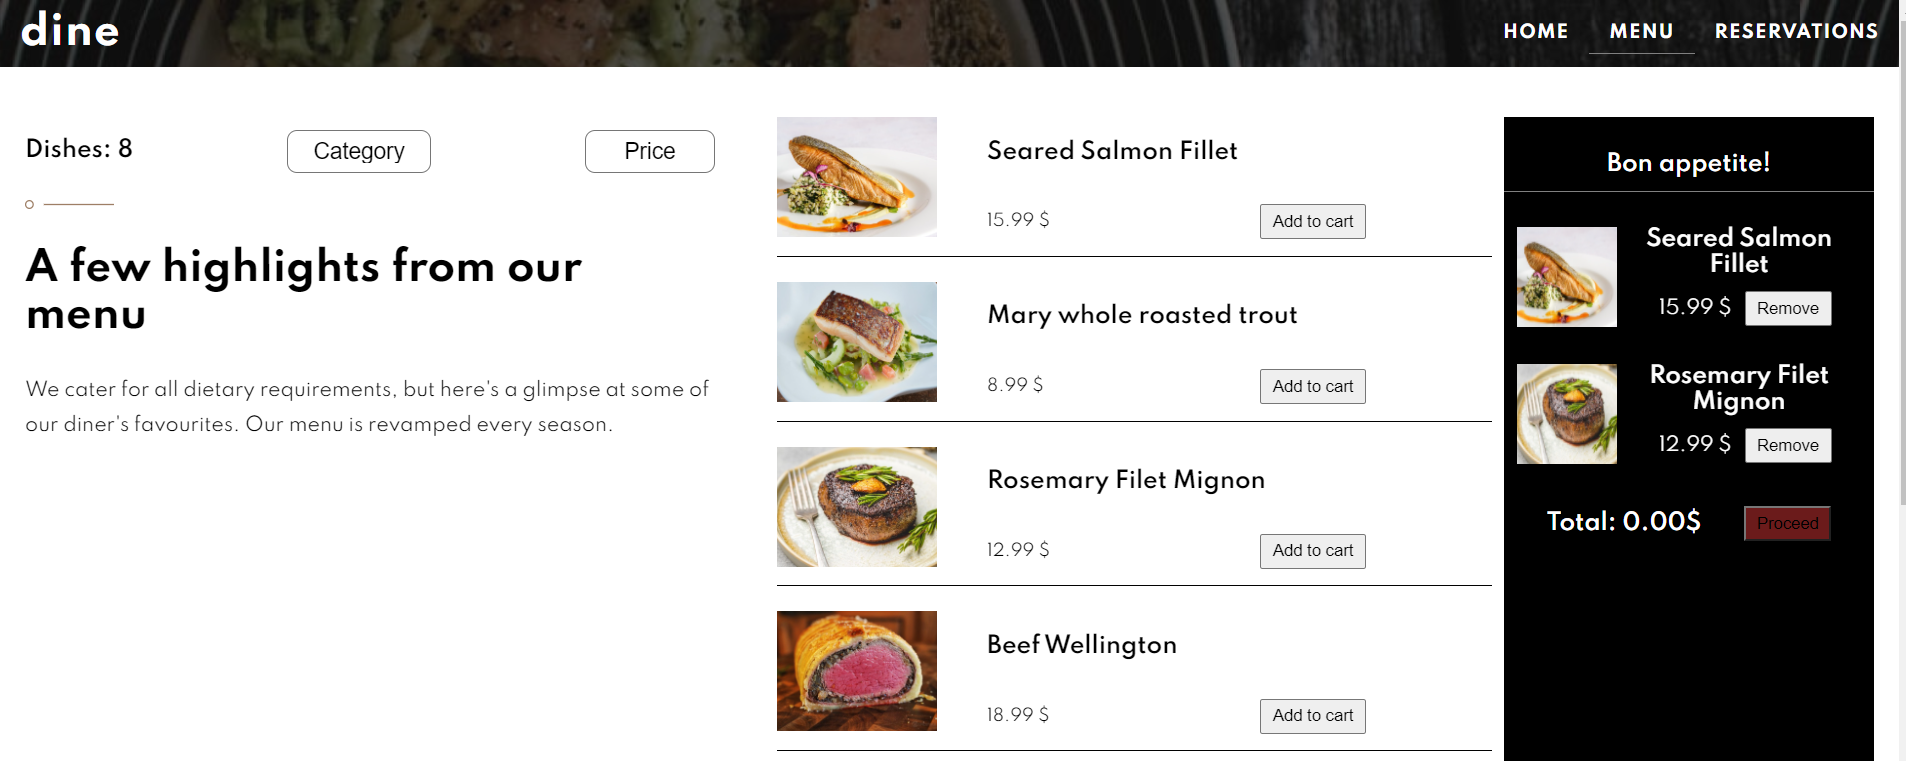 dine
HOME MENU RESERVATIONS
Dishes: 8 Category Price
A few highlights from our
menu
We cater for all dietary requirements, but here's a glimpse at some of
our diner's favourites. Our menu is revamped every season.
Seared Salmon Fillet
15.99 $ Add to cart
Mary whole roasted trout
8.99 $ Add to cart
Rosemary Filet Mignon
12.99 $ Add to cart
Beef Wellington
18.99 $ Add to cart
Bon appetite!
Seared Salmon
Fillet
15.99 $ Remove
Rosemary Filet
Mignon
12.99 $ Remove
Total: 0.00$ Proceed